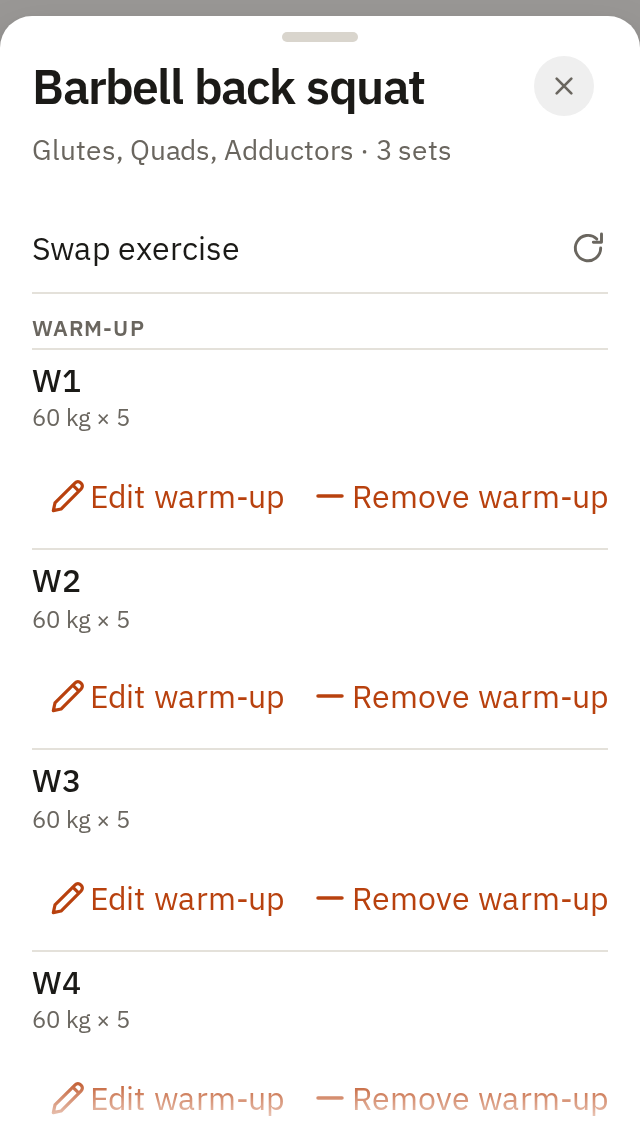 Barbell back squat
Glutes, Quads, Adductors · 3 sets
Swap exercise
WARM-UP
W1
60 kg × 5
Edit warm-up Remove warm-up
W2
60 kg × 5
Edit warm-up Remove warm-up
W3
60 kg × 5
Edit warm-up Remove warm-up
W4
60 kg × 5
Edit warm-up Remove warm-up